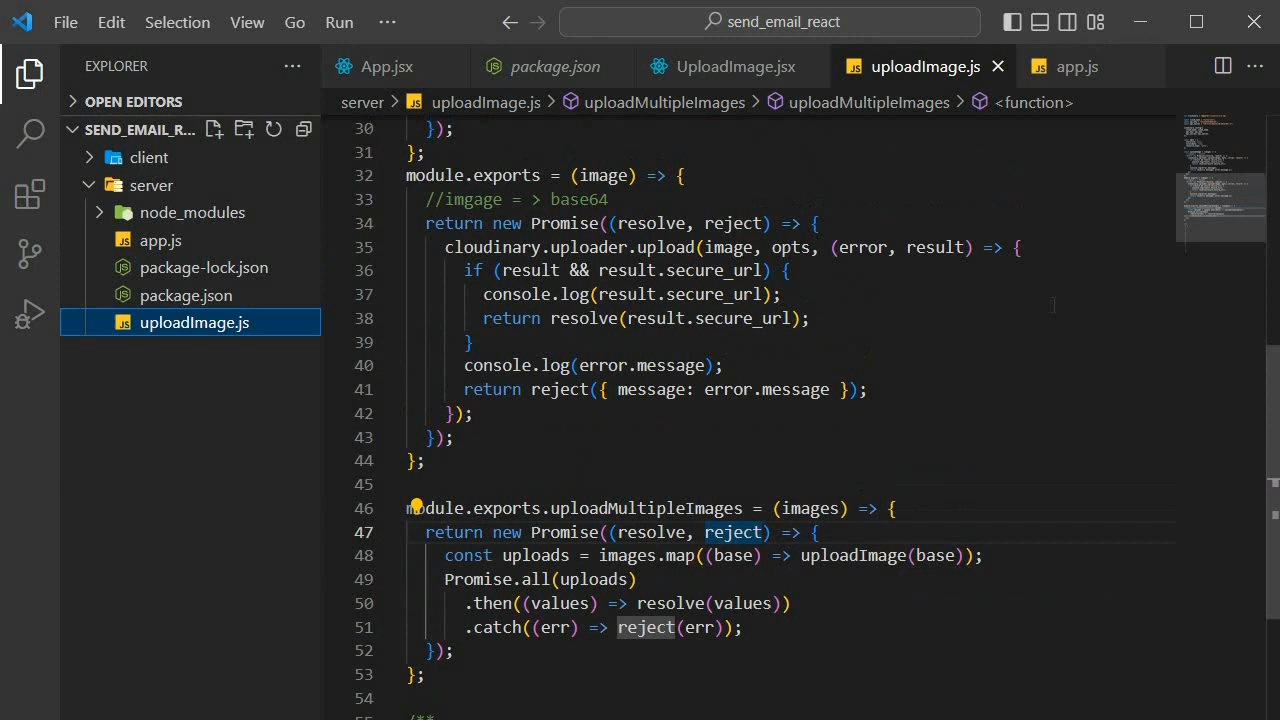 File Edit Selection View Go Run ··· send_email_react
EXPLORER ···
App.jsx package.json UploadImage.jsx JS uploadImage.js JS app.js ···
OPEN EDITORS
server > JS uploadImage.js > uploadMultipleImages > uploadMultipleImages > <function>
SEND_EMAIL_R...
client
server
node_modules
JS app.js
package-lock.json
package.json
JS uploadImage.js
30 });
31 };
32 module.exports = (image) => {
33 //imgage = > base64
34 return new Promise((resolve, reject) => {
35 cloudinary.uploader.upload(image, opts, (error, result) => {
36 if (result && result.secure_url) {
37 console.log(result.secure_url);
38 return resolve(result.secure_url);
39 }
40 console.log(error.message);
41 return reject({ message: error.message });
42 });
43 });
44 };
45
46 module.exports.uploadMultipleImages = (images) => {
47 return new Promise((resolve, reject) => {
48 const uploads = images.map((base) => uploadImage(base));
49 Promise.all(uploads)
50 .then((values) => resolve(values))
51 .catch((err) => reject(err));
52 });
53 };
54
/**